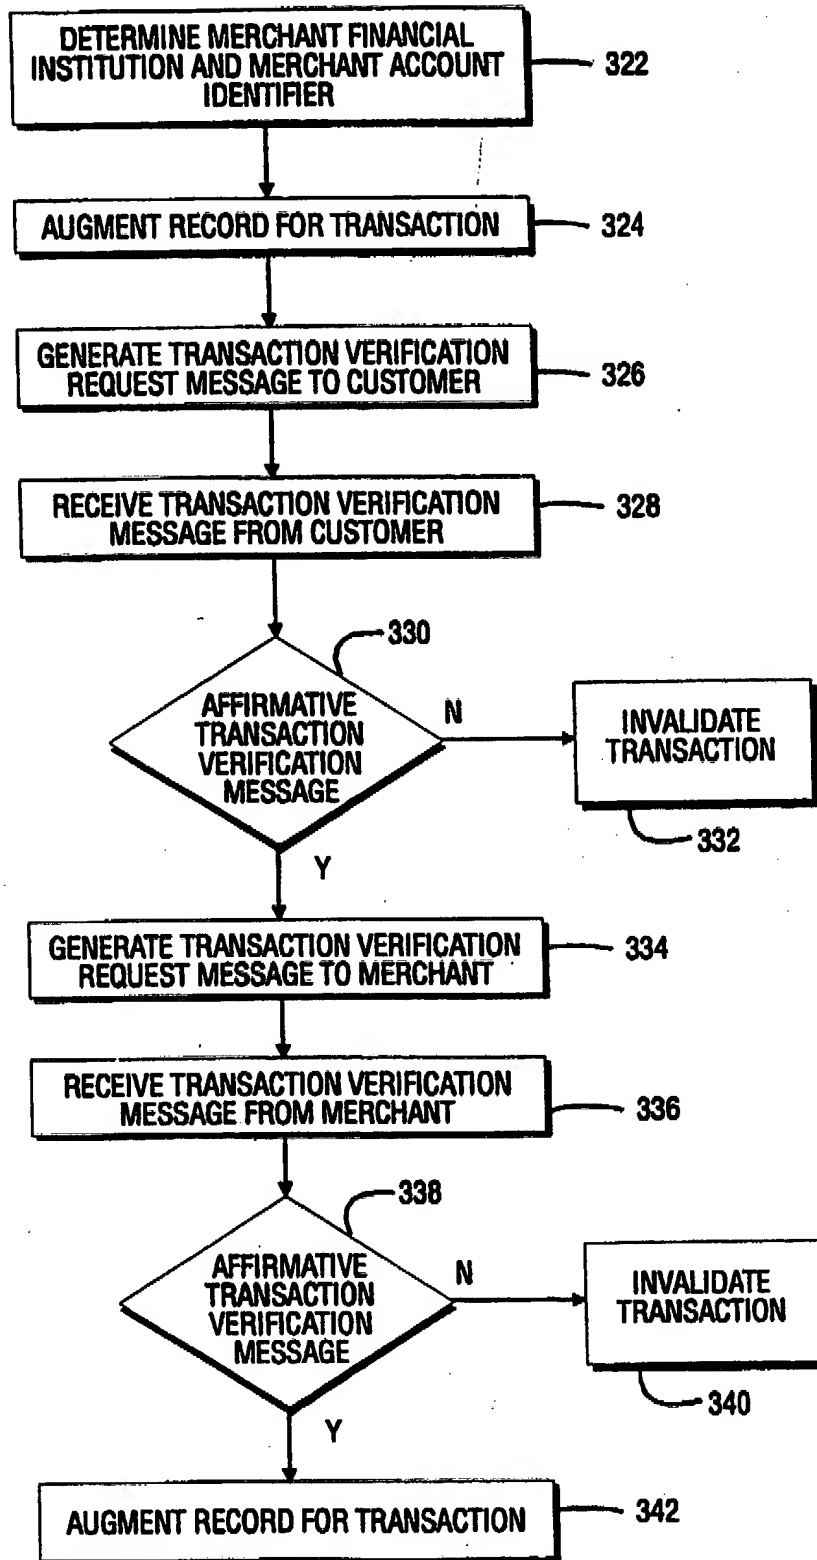 DETERMINE MERCHANT FINANCIAL
INSTITUTION AND MERCHANT ACCOUNT
IDENTIFIER
322
AUGMENT RECORD FOR TRANSACTION
324
GENERATE TRANSACTION VERIFICATION
REQUEST MESSAGE TO CUSTOMER
326
RECEIVE TRANSACTION VERIFICATION
MESSAGE FROM CUSTOMER
328
330
AFFIRMATIVE
TRANSACTION
VERIFICATION
MESSAGE
N
INVALIDATE
TRANSACTION
332
Y
GENERATE TRANSACTION VERIFICATION
REQUEST MESSAGE TO MERCHANT
334
RECEIVE TRANSACTION VERIFICATION
MESSAGE FROM MERCHANT
336
338
AFFIRMATIVE
TRANSACTION
VERIFICATION
MESSAGE
N
INVALIDATE
TRANSACTION
340
Y
AUGMENT RECORD FOR TRANSACTION
342